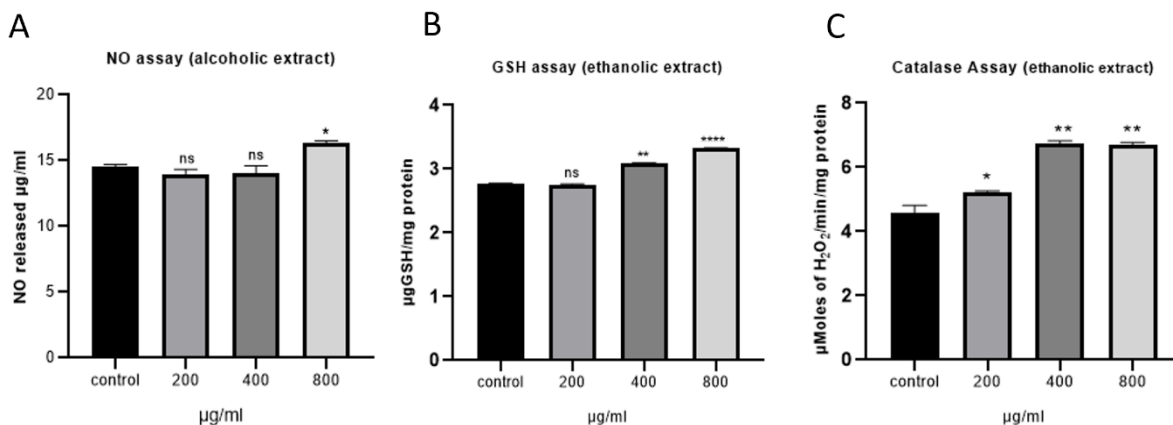 A
NO assay (alcoholic extract)
NO released µg/ml
20
15
10
5
0
ns
ns
*
control
200
400
800
µg/ml
B
GSH assay (ethanolic extract)
µgGSH/mg protein
4
3
2
1
0
ns
**
****
control
200
400
800
µg/ml
C
Catalase Assay (ethanolic extract)
µMoles of H₂O₂/min/mg protein
8
6
4
2
0
*
**
**
control
200
400
800
µg/ml